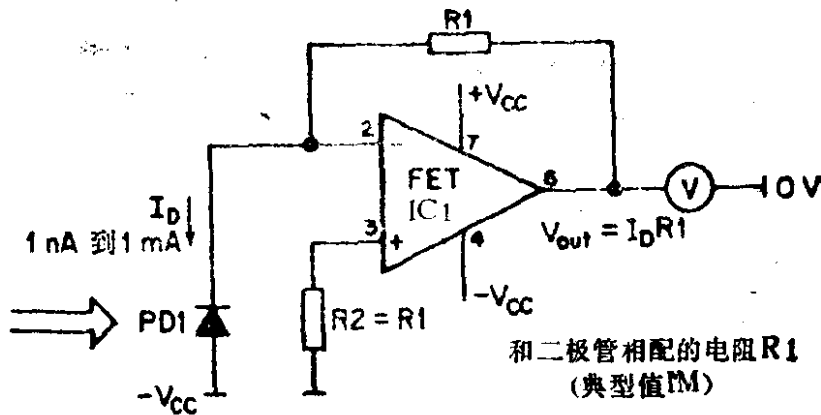 R1
+VCC
2
7
FET
IC1
6
V
0V
ID
1 nA 到 1 mA
3
+
4
Vout = IDR1
-VCC
PD1
R2 = R1
-VCC
和二极管相配的电阻R1
(典型值1M)